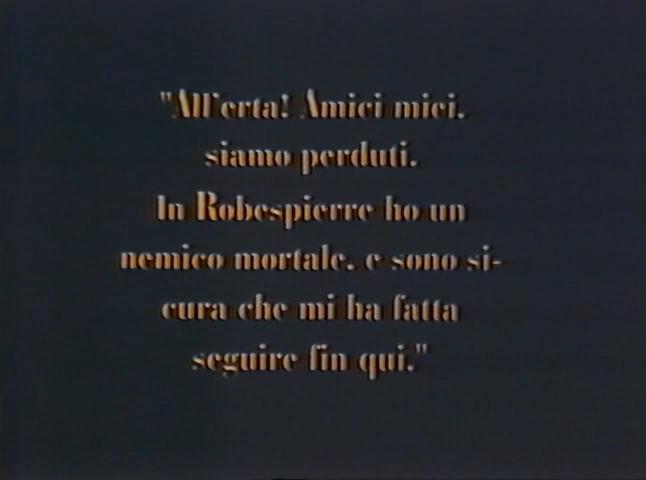 "All'erta! Amici miei,
siamo perduti.
In Robespierre ho un
nemico mortale, e sono si-
cura che mi ha fatta
seguire fin qui."